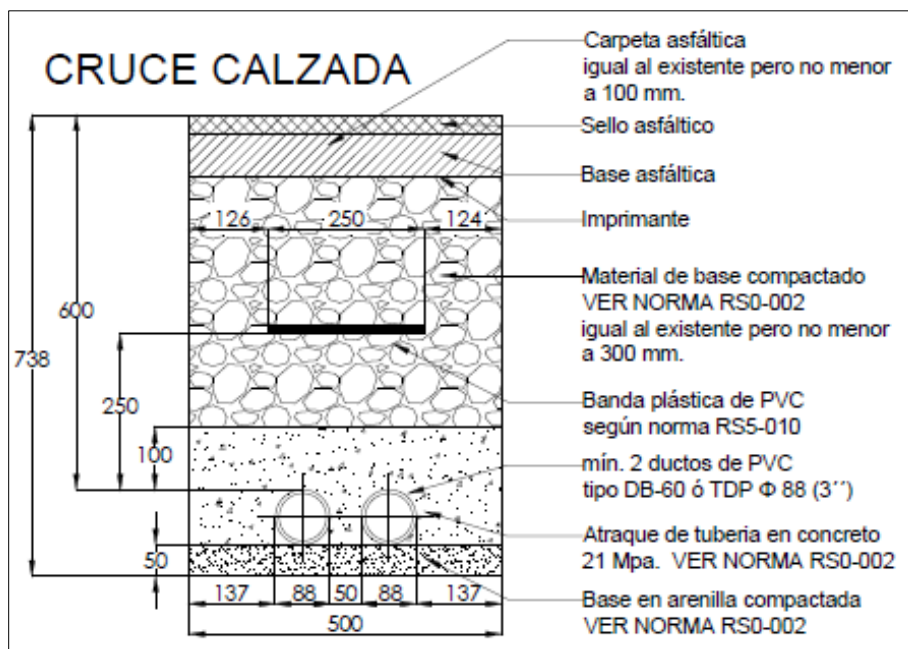 CRUCE CALZADA
Carpeta asfáltica
igual al existente pero no menor
a 100 mm.
Sello asfáltico
Base asfáltica
Imprimante
Material de base compactado
VER NORMA RS0-002
igual al existente pero no menor
a 300 mm.
Banda plástica de PVC
según norma RS5-010
mín. 2 ductos de PVC
tipo DB-60 ó TDP Φ 88 (3´´)
Atraque de tuberia en concreto
21 Mpa. VER NORMA RS0-002
Base en arenilla compactada
VER NORMA RS0-002
126 250 124
600
738
250
100
50
137 88 50 88 137
500